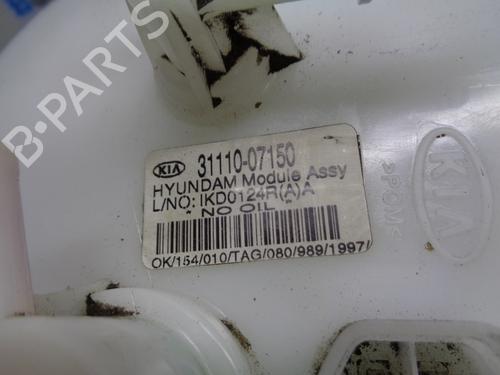 B-PARTS
KIA 31110-07150
HYUNDAM Module Assy
L/NO: IKD0124R(A)A
* NO OIL *
OK/154/010/TAG/080/989/1997/
KIA
>POM<